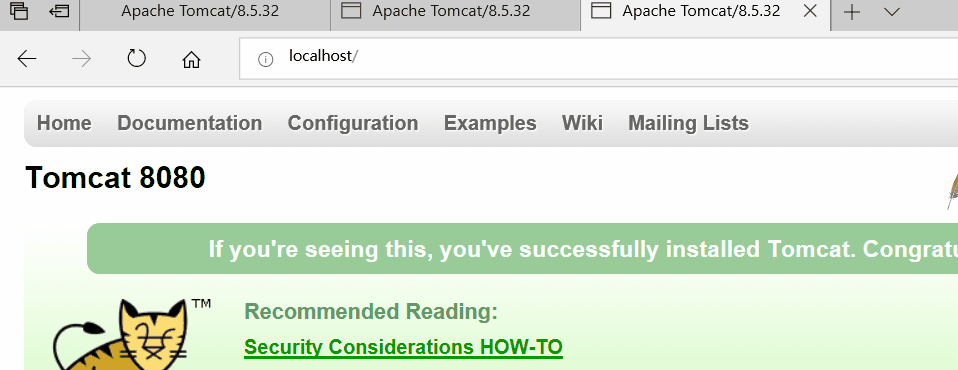 Apache Tomcat/8.5.32 Apache Tomcat/8.5.32 Apache Tomcat/8.5.32
localhost/
Home Documentation Configuration Examples Wiki Mailing Lists
Tomcat 8080
If you're seeing this, you've successfully installed Tomcat. Congratu
TM
Recommended Reading:
Security Considerations HOW-TO